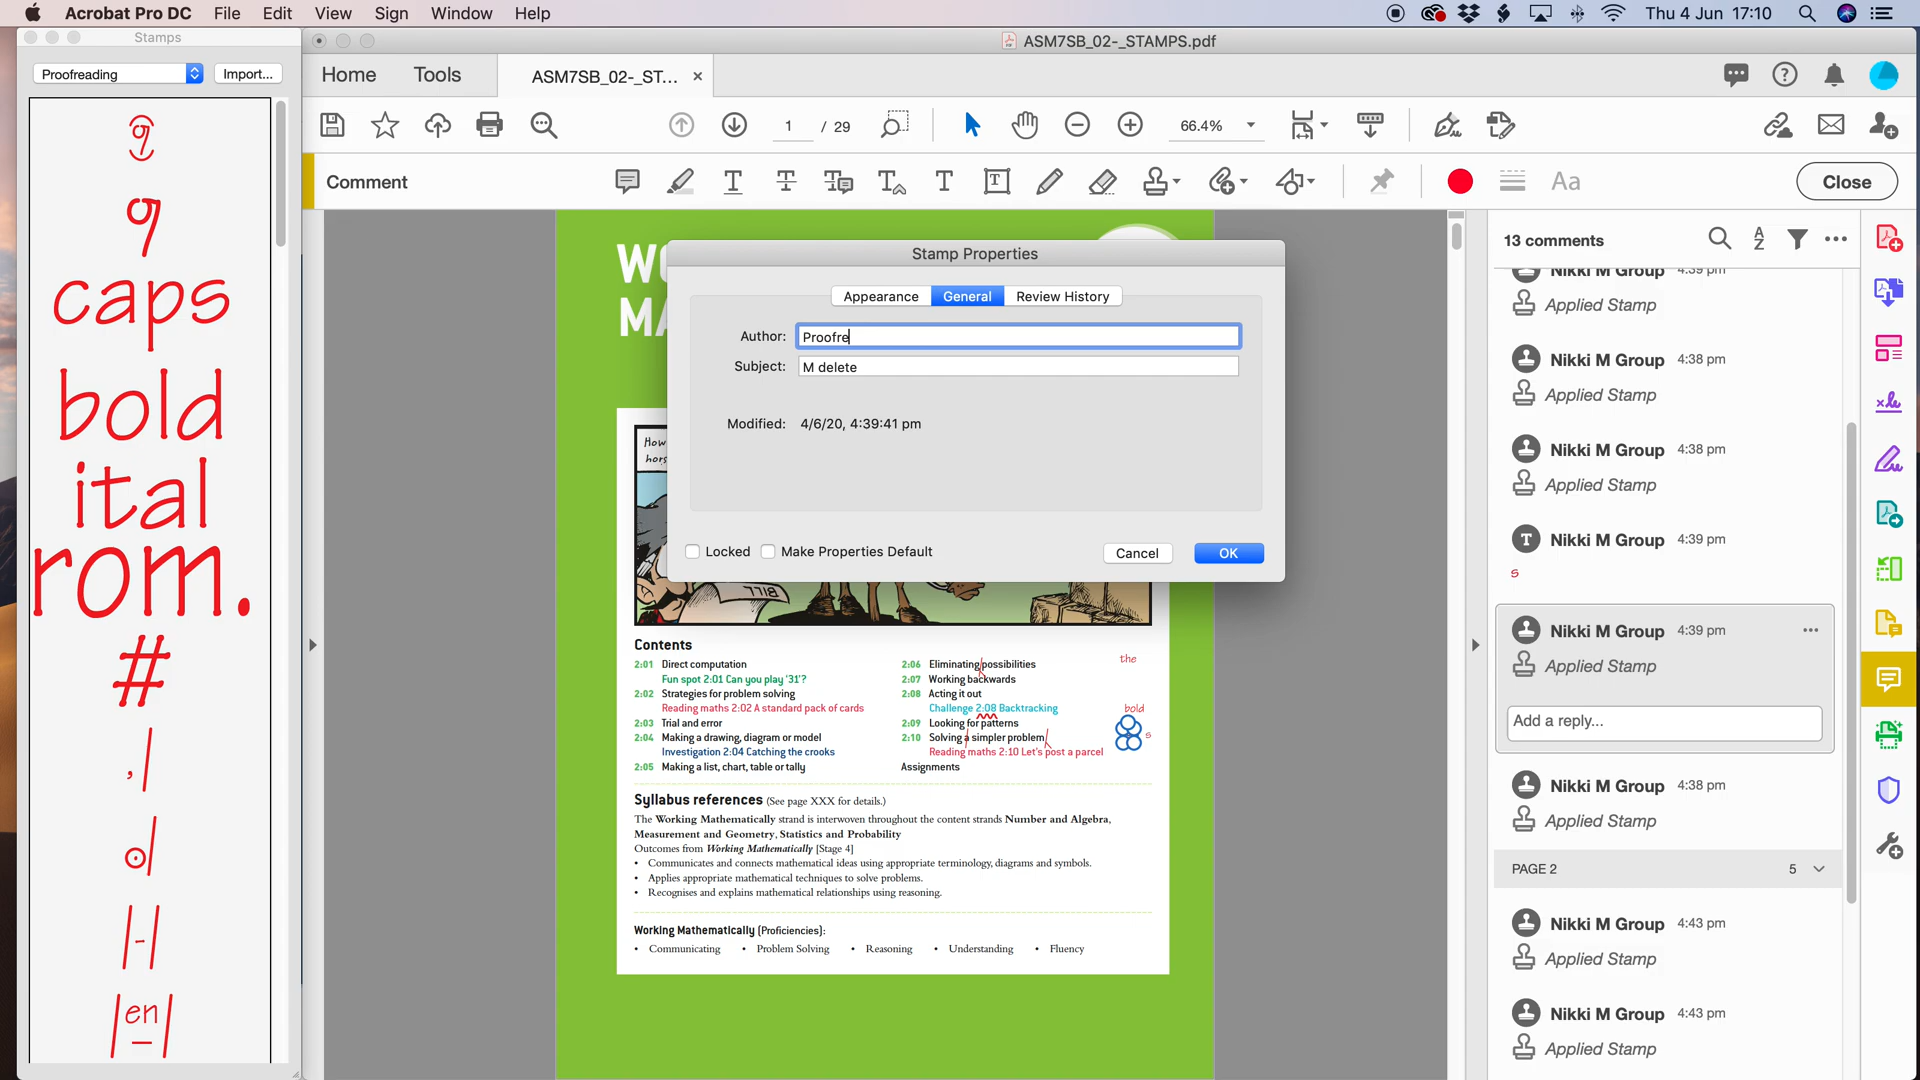 Acrobat Pro DC File Edit View Sign Window Help
Thu 4 Jun 17:10
Stamps
Proofreading
Import...
caps
bold
ital
rom.
#
,
en
ASM7SB_02-_STAMPS.pdf
Home
Tools
ASM7SB_02-_ST...
1 / 29
66.4%
Comment
Aa
Close
WO
MA
Stamp Properties
Appearance General Review History
Author: Proofre
Subject: M delete
Modified: 4/6/20, 4:39:41 pm
Locked
Make Properties Default
Cancel
OK
How
hors
BILL
Contents
2:01 Direct computation
Fun spot 2:01 Can you play '31'?
2:02 Strategies for problem solving
Reading maths 2:02 A standard pack of cards
2:03 Trial and error
2:04 Making a drawing, diagram or model
Investigation 2:04 Catching the crooks
2:05 Making a list, chart, table or tally
2:06 Eliminating possibilities
2:07 Working backwards
2:08 Acting it out
Challenge 2:08 Backtracking
2:09 Looking for patterns
2:10 Solving a simpler problem
Reading maths 2:10 Let's post a parcel
Assignments
the
bold
s
Syllabus references (See page XXX for details.)
The Working Mathematically strand is interwoven throughout the content strands Number and Algebra,
Measurement and Geometry, Statistics and Probability
Outcomes from Working Mathematically [Stage 4]
• Communicates and connects mathematical ideas using appropriate terminology, diagrams and symbols.
• Applies appropriate mathematical techniques to solve problems.
• Recognises and explains mathematical relationships using reasoning.
Working Mathematically (Proficiencies):
• Communicating • Problem Solving • Reasoning • Understanding • Fluency
13 comments
Nikki M Group 4:39 pm
Applied Stamp
Nikki M Group 4:38 pm
Applied Stamp
Nikki M Group 4:38 pm
Applied Stamp
Nikki M Group 4:39 pm
s
Nikki M Group 4:39 pm
Applied Stamp
Add a reply...
Nikki M Group 4:38 pm
Applied Stamp
PAGE 2 5
Nikki M Group 4:43 pm
Applied Stamp
Nikki M Group 4:43 pm
Applied Stamp